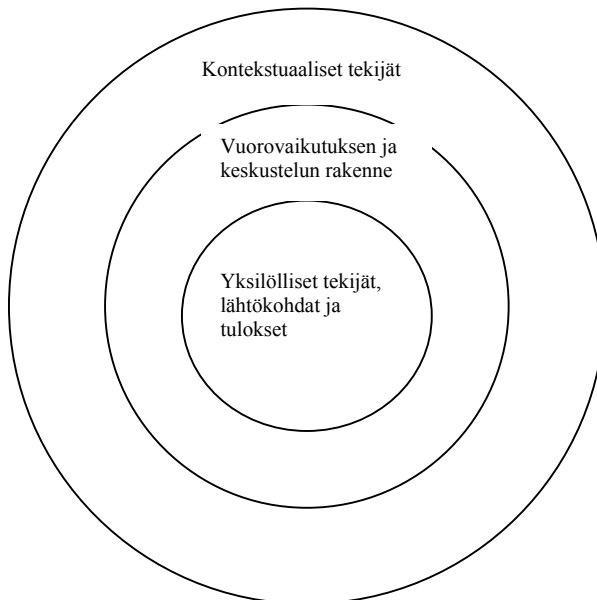 Kontekstuaaliset tekijät
Vuorovaikutuksen ja
keskustelun rakenne
Yksilölliset tekijät,
lähtökohdat ja
tulokset